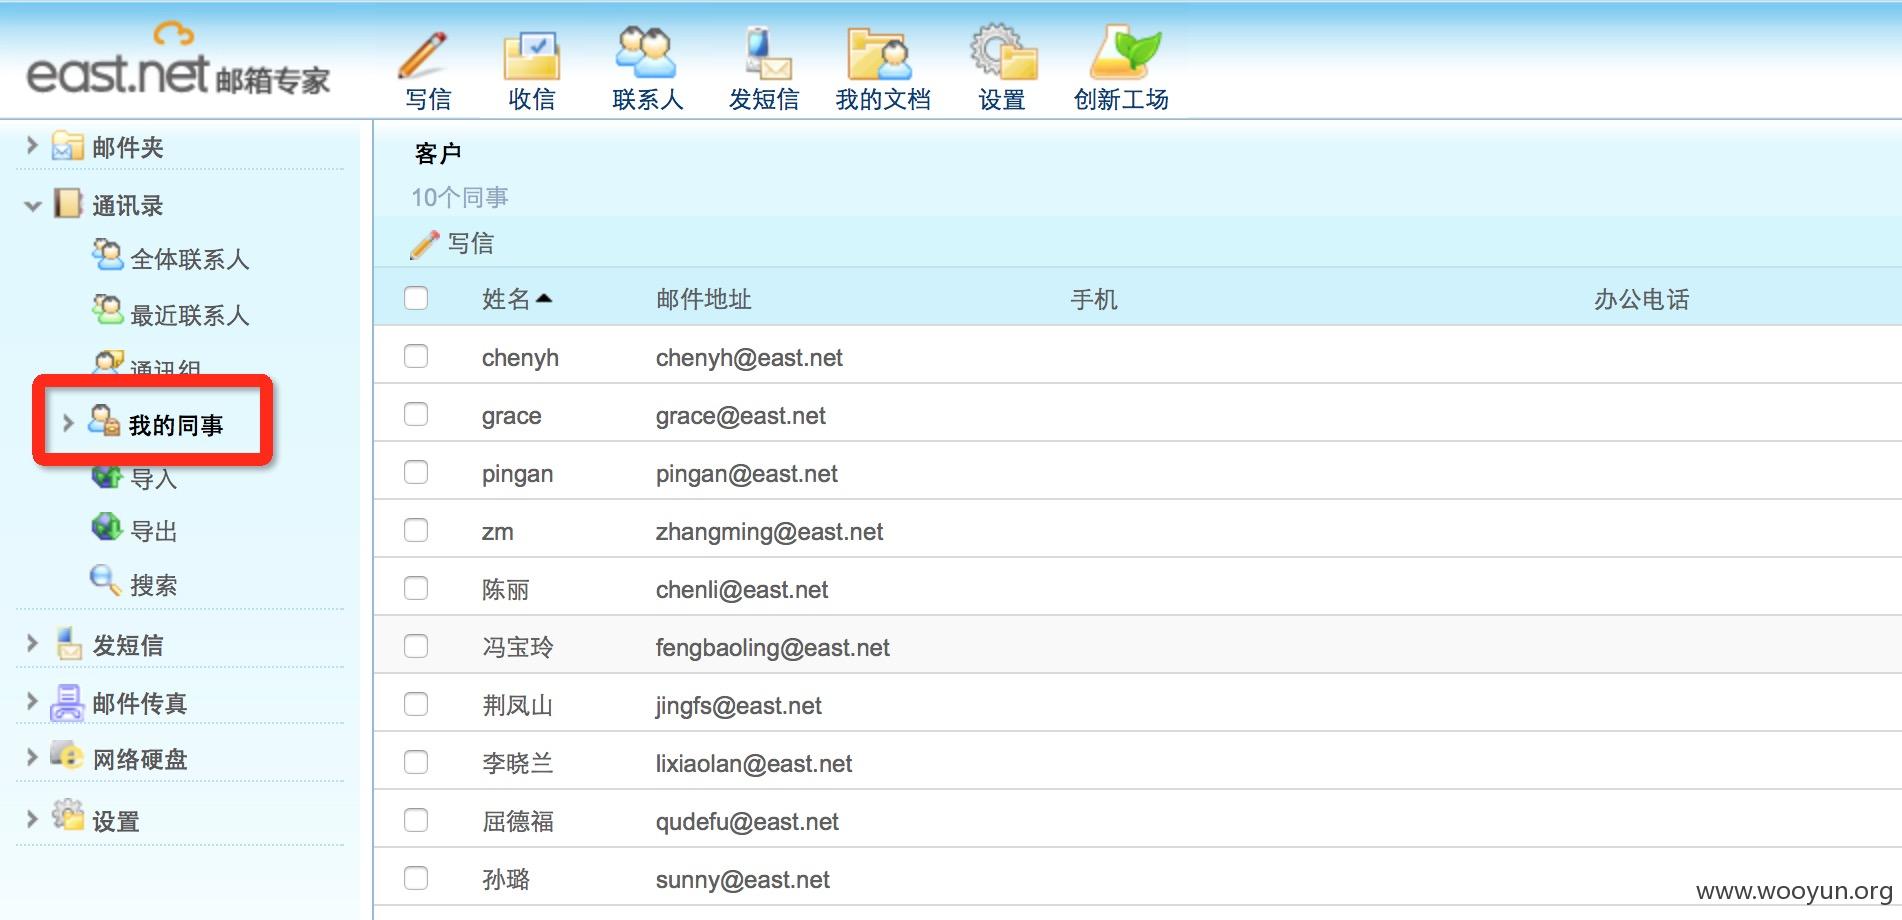 east.net 邮箱专家
写信
收信
联系人
发短信
我的文档
设置
创新工场
邮件夹
通讯录
全体联系人
最近联系人
通讯组
我的同事
导入
导出
搜索
发短信
邮件传真
网络硬盘
设置
客户
10个同事
写信
姓名 邮件地址 手机 办公电话
chenyh chenyh@east.net
grace grace@east.net
pingan pingan@east.net
zm zhangming@east.net
陈丽 chenli@east.net
冯宝玲 fengbaoling@east.net
荆凤山 jingfs@east.net
李晓兰 lixiaolan@east.net
屈德福 qudefu@east.net
孙璐 sunny@east.net
www.wooyun.org